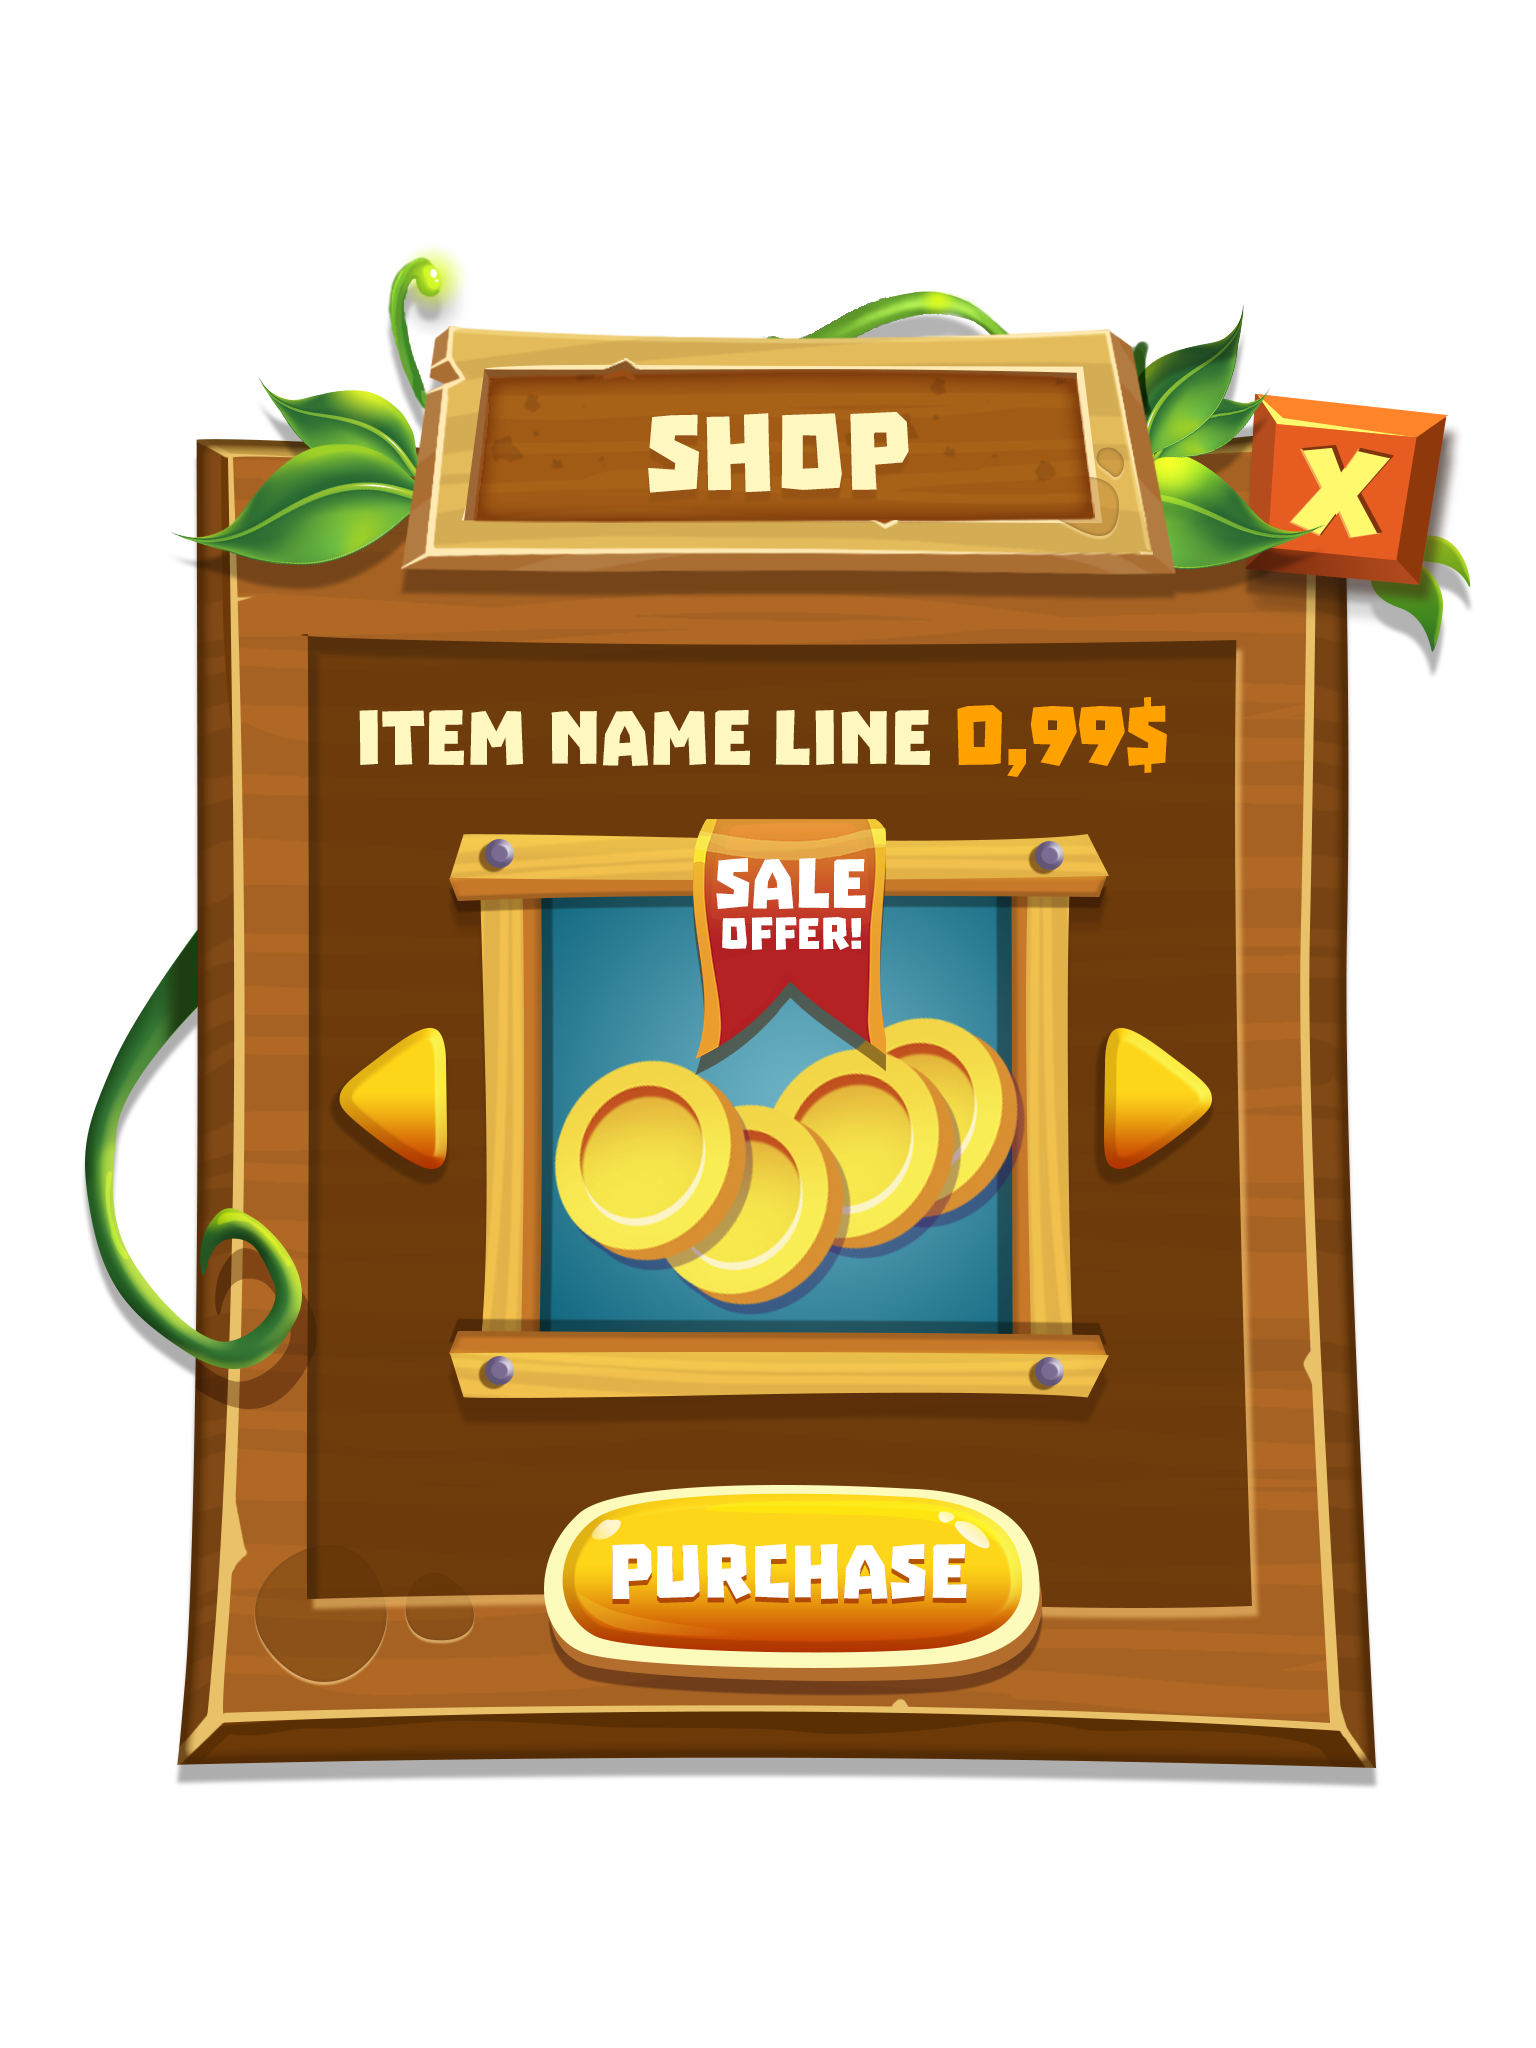 SHOP
X
ITEM NAME LINE 0,99$
SALE
OFFER!
PURCHASE